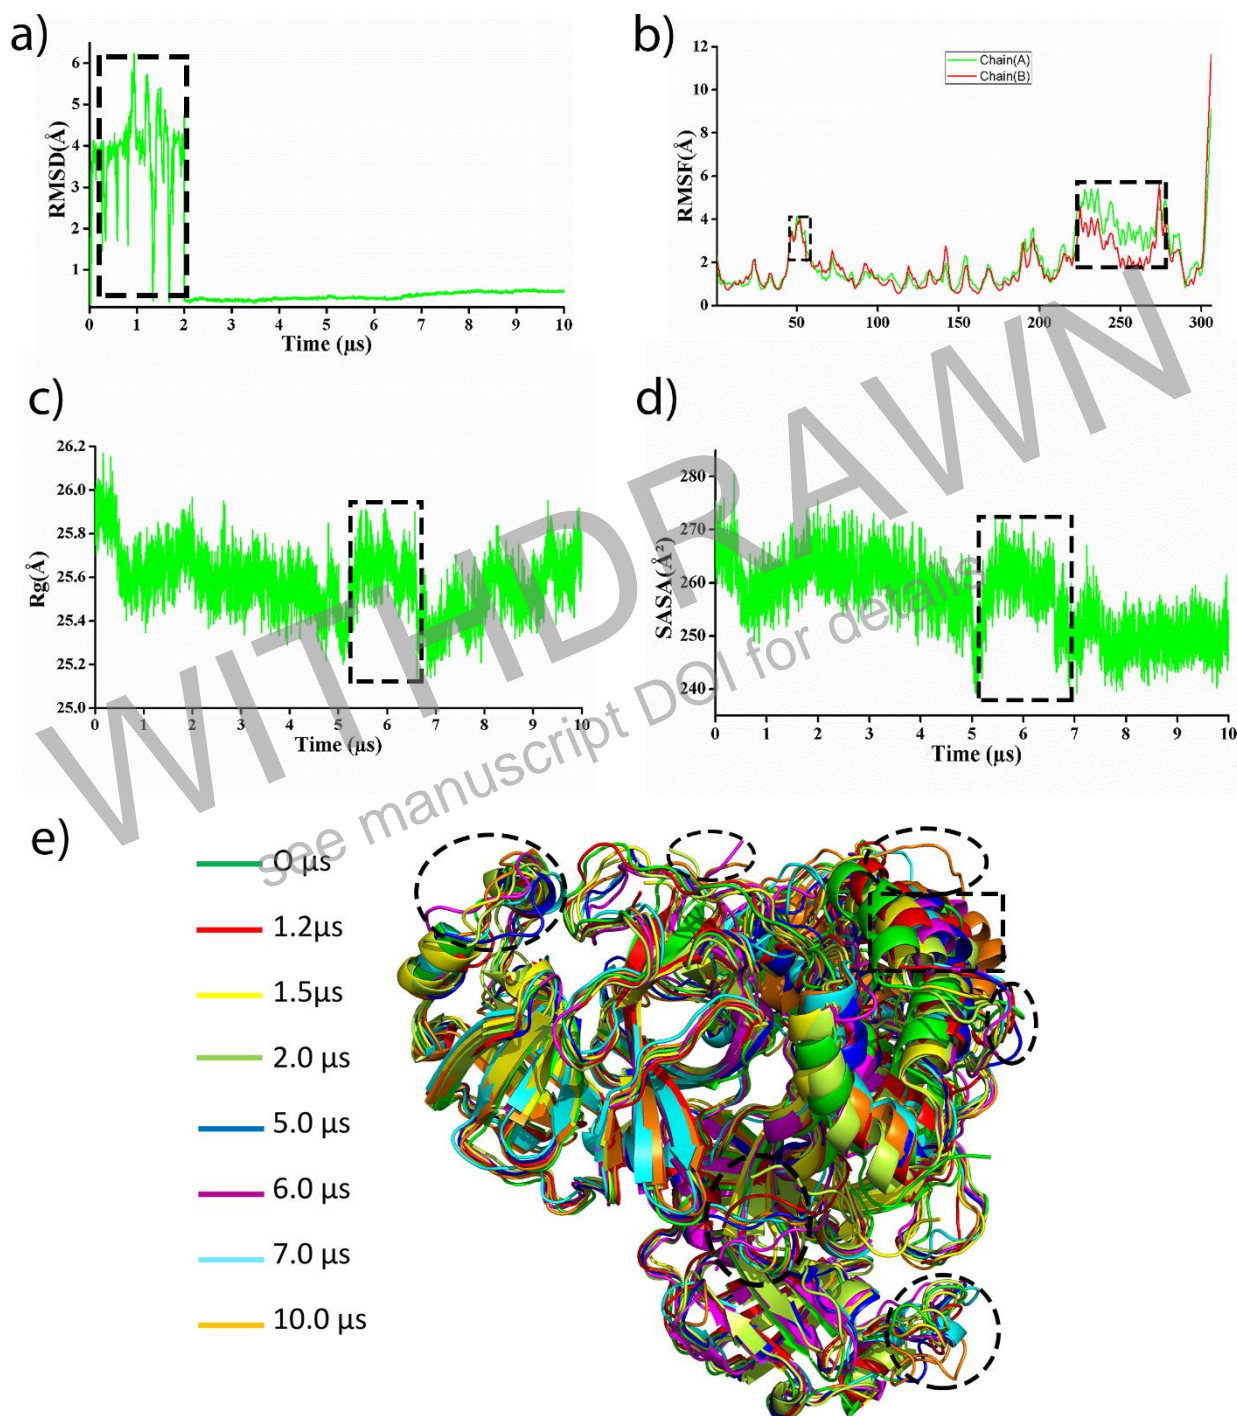 a)
RMSD(Å)
6
5
4
3
2
1
0 1 2 3 4 5 6 7 8 9 10
Time (µs)
b)
Chain(A)
Chain(B)
RMSF(Å)
12
10
8
6
4
2
0
50 100 150 200 250 300
c)
Rg(Å)
26.2
26.0
25.8
25.6
25.4
25.2
25.0
0 1 2 3 4 5 6 7 8 9 10
Time (µs)
d)
SASA(Å²)
280
270
260
250
240
0 1 2 3 4 5 6 7 8 9 10
Time (µs)
WITHDRAWN
see manuscript DOI for details
e)
O µs
1.2µs
1.5µs
2.0 µs
5.0 µs
6.0 µs
7.0 µs
10.0 µs